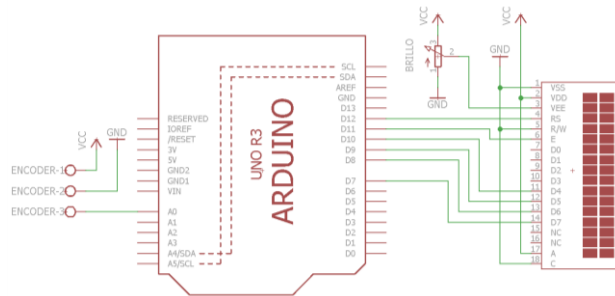 VCC
GND
ENCODER-1
ENCODER-2
ENCODER-3
RESERVED
IOREF
/RESET
3V
5V
GND2
GND1
VIN
A0
A1
A2
A3
A4/SDA
A5/SCL
UNO R3
ARDUINO
SCL
SDA
AREF
GND
D13
D12
D11
D10
D9
D8
D7
D6
D5
D4
D3
D2
D1
D0
VCC
BRILLO
3
2
1
GND
VCC
GND
1 VSS
2 VDD
3 VEE
4 RS
5 R/W
6 E
7 D0
8 D1
9 D2
10 D3
11 D4
12 D5
13 D6
14 D7
15 NC
16 NC
17 A
18 C